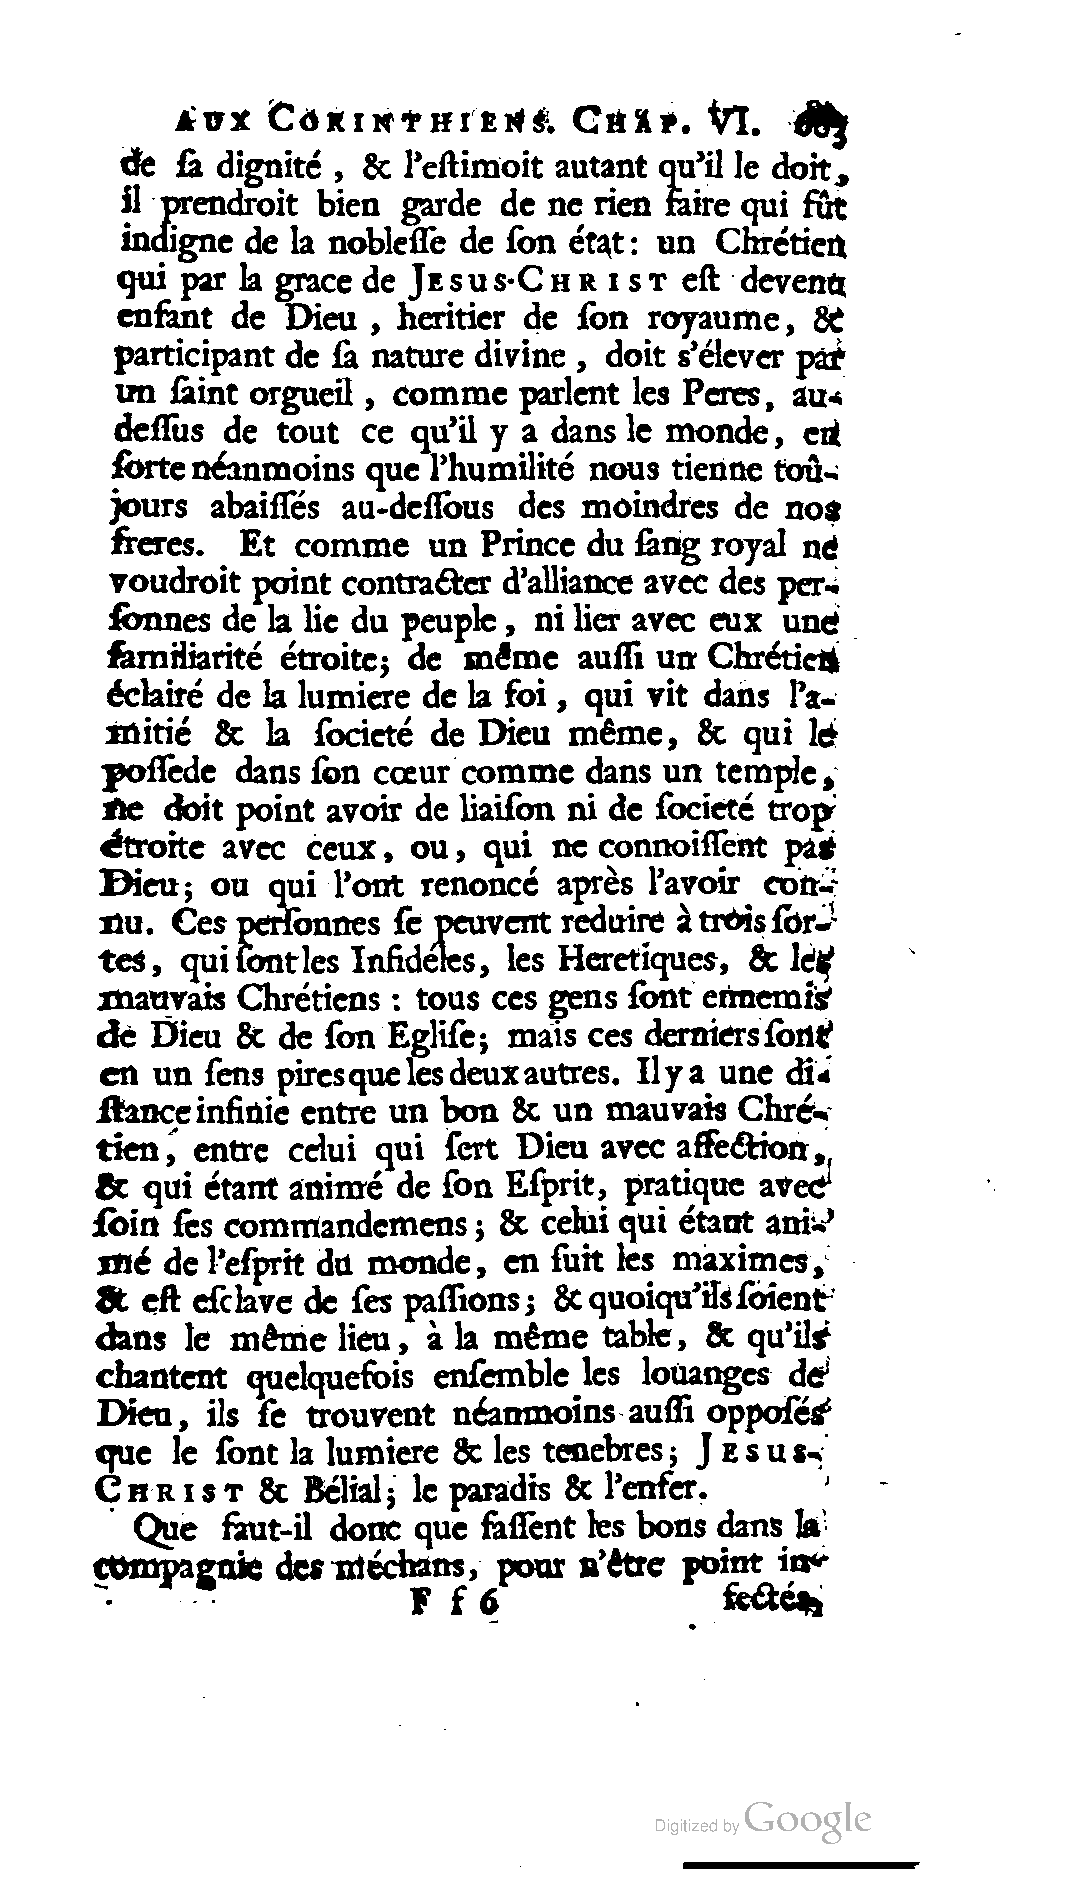 AUX CORINTHIENS. CHAP. VI.
de ſa dignité , & l'eſtimoit autant qu'il le doit,
il prendroit bien garde de ne rien faire qui fût
indigne de la nobleſſe de ſon état: un Chrétien
qui par la grace de JESUS-CHRIST eſt devenu
enfant de Dieu , heritier de ſon royaume, &
participant de ſa nature divine , doit s'élever par
un ſaint orgueil , comme parlent les Peres, au-
deſſus de tout ce qu'il y a dans le monde, en
ſorte néanmoins que l'humilité nous tienne toû-
jours abaiſſés au-deſſous des moindres de nos
freres. Et comme un Prince du ſang royal ne
voudroit point contracter d'alliance avec des per-
ſonnes de la lie du peuple , ni lier avec eux une
familiarité étroite; de même auſſi un Chrétien
éclairé de la lumiere de la foi , qui vit dans l'a-
mitié & la ſocieté de Dieu même, & qui le
poſſede dans ſon cœur comme dans un temple,
ne doit point avoir de liaiſon ni de ſocieté trop
étroite avec ceux, ou, qui ne connoiſſent pas
Dieu; ou qui l'ont renoncé après l'avoir con-
nu. Ces perſonnes ſe peuvent reduire à trois ſor-
tes, qui ſont les Infidéles, les Heretiques, & les
mauvais Chrétiens : tous ces gens ſont ennemis
de Dieu & de ſon Egliſe; mais ces derniers ſont
en un ſens pires que les deux autres. Il y a une di-
ſtance infinie entre un bon & un mauvais Chré-
tien, entre celui qui ſert Dieu avec affection,
& qui étant animé de ſon Eſprit, pratique avec
ſoin ſes commandemens; & celui qui étant ani-
mé de l'eſprit du monde, en ſuit les maximes,
& eſt eſclave de ſes paſſions; & quoiqu'ils ſoient
dans le même lieu, à la même table, & qu'ils
chantent quelquefois enſemble les louanges de
Dieu, ils ſe trouvent néanmoins auſſi oppoſés
que le ſont la lumiere & les tenebres; JESUS-
CHRIST & Bélial; le paradis & l'enfer.
Que faut-il donc que faſſent les bons dans la
compagnie des méchans, pour n'être point in-
F f 6 fectés,
Digitized by Google